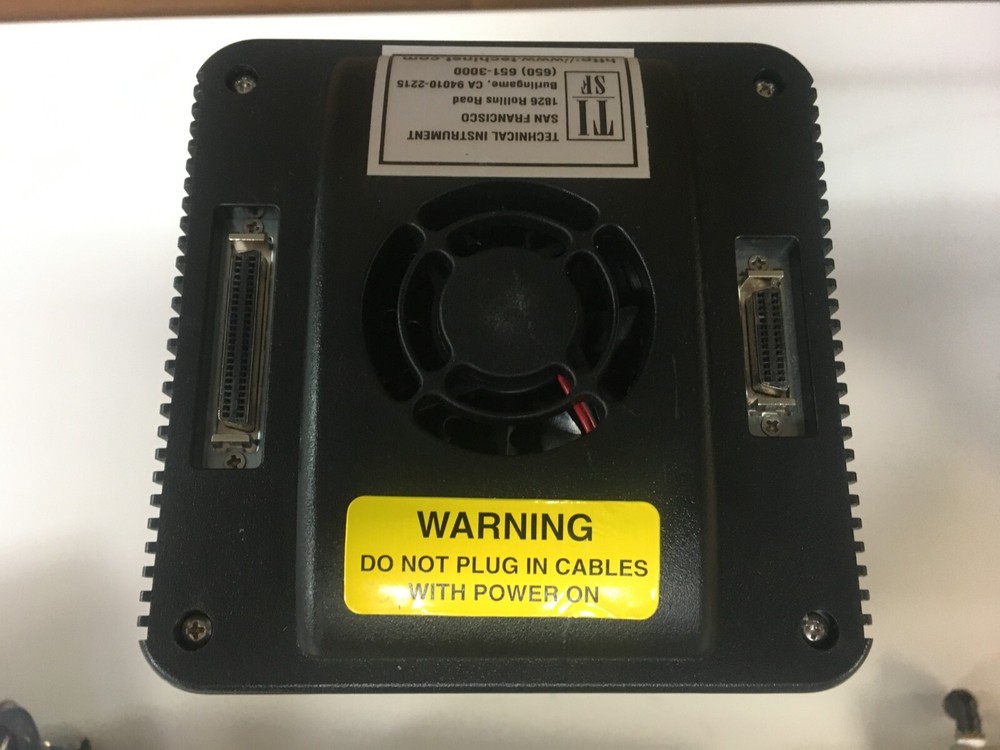 TECHNICAL INSTRUMENT
SAN FRANCISCO
1826 Rollins Road
Burlingame, CA 94010-2215
(650) 651-3000
http://www.techinst.com
TI
SF
WARNING
DO NOT PLUG IN CABLES
WITH POWER ON